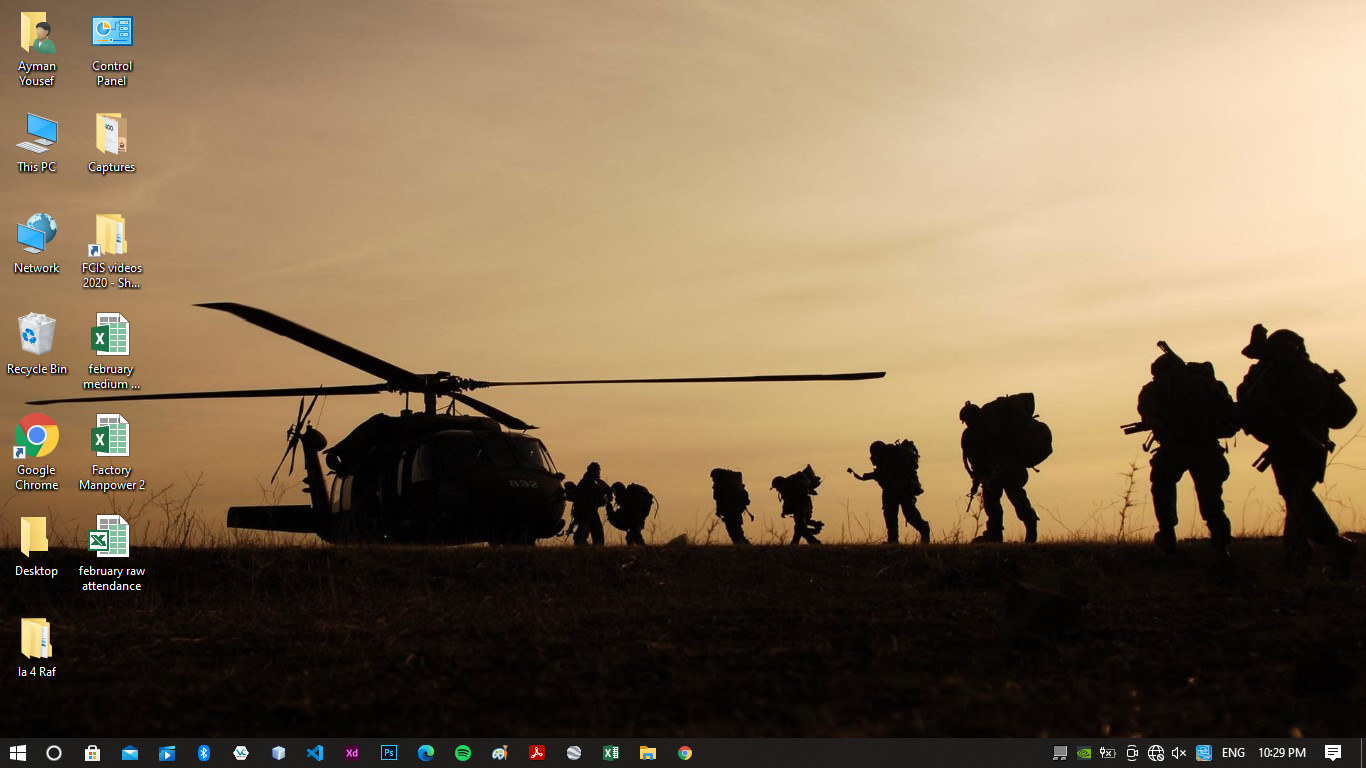 Ayman
Yousef
Control
Panel
This PC
Captures
Network
FCIS videos
2020 - Sh...
Recycle Bin
february
medium ...
Google
Chrome
Factory
Manpower 2
Desktop
february raw
attendance
la 4 Raf
832
Xd
Ps
ENG
10:29 PM